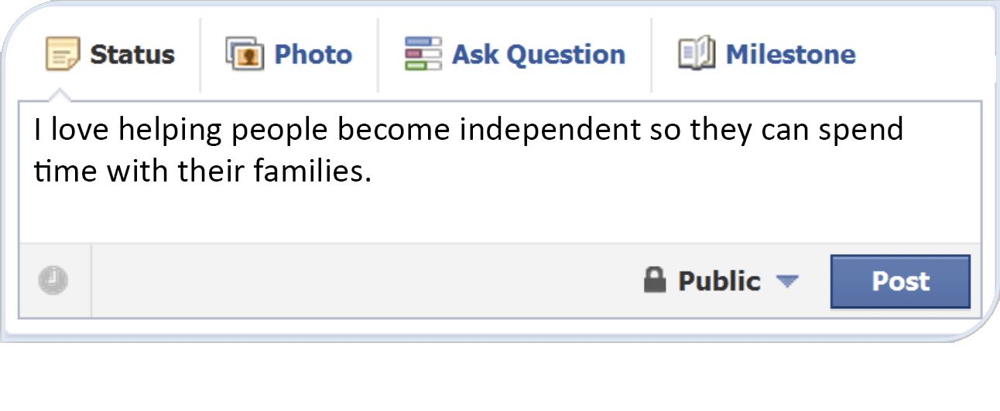 Status Photo Ask Question Milestone
I love helping people become independent so they can spend
time with their families.
Public Post